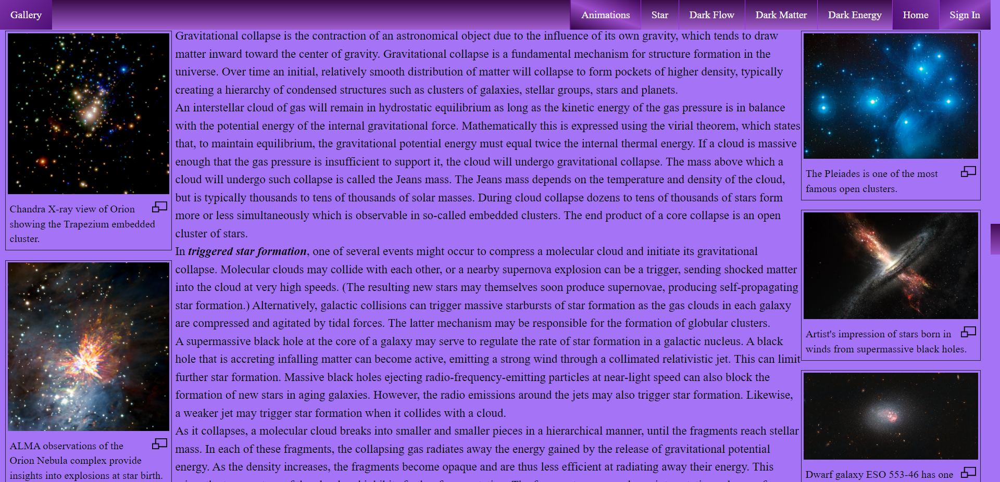 Gallery
Animations
Star
Dark Flow
Dark Matter
Dark Energy
Home
Sign In
Chandra X-ray view of Orion
showing the Trapezium embedded
cluster.
ALMA observations of the
Orion Nebula complex provide
insights into explosions at star birth.
Gravitational collapse is the contraction of an astronomical object due to the influence of its own gravity, which tends to draw
matter inward toward the center of gravity. Gravitational collapse is a fundamental mechanism for structure formation in the
universe. Over time an initial, relatively smooth distribution of matter will collapse to form pockets of higher density, typically
creating a hierarchy of condensed structures such as clusters of galaxies, stellar groups, stars and planets.
An interstellar cloud of gas will remain in hydrostatic equilibrium as long as the kinetic energy of the gas pressure is in balance
with the potential energy of the internal gravitational force. Mathematically this is expressed using the virial theorem, which states
that, to maintain equilibrium, the gravitational potential energy must equal twice the internal thermal energy. If a cloud is massive
enough that the gas pressure is insufficient to support it, the cloud will undergo gravitational collapse. The mass above which a
cloud will undergo such collapse is called the Jeans mass. The Jeans mass depends on the temperature and density of the cloud,
but is typically thousands to tens of thousands of solar masses. During cloud collapse dozens to tens of thousands of stars form
more or less simultaneously which is observable in so-called embedded clusters. The end product of a core collapse is an open
cluster of stars.
In triggered star formation, one of several events might occur to compress a molecular cloud and initiate its gravitational
collapse. Molecular clouds may collide with each other, or a nearby supernova explosion can be a trigger, sending shocked matter
into the cloud at very high speeds. (The resulting new stars may themselves soon produce supernovae, producing self-propagating
star formation.) Alternatively, galactic collisions can trigger massive starbursts of star formation as the gas clouds in each galaxy
are compressed and agitated by tidal forces. The latter mechanism may be responsible for the formation of globular clusters.
A supermassive black hole at the core of a galaxy may serve to regulate the rate of star formation in a galactic nucleus. A black
hole that is accreting infalling matter can become active, emitting a strong wind through a collimated relativistic jet. This can limit
further star formation. Massive black holes ejecting radio-frequency-emitting particles at near-light speed can also block the
formation of new stars in aging galaxies. However, the radio emissions around the jets may also trigger star formation. Likewise,
a weaker jet may trigger star formation when it collides with a cloud.
As it collapses, a molecular cloud breaks into smaller and smaller pieces in a hierarchical manner, until the fragments reach stellar
mass. In each of these fragments, the collapsing gas radiates away the energy gained by the release of gravitational potential
energy. As the density increases, the fragments become opaque and are thus less efficient at radiating away their energy. This
The Pleiades is one of the most
famous open clusters.
Artist's impression of stars born in
winds from supermassive black holes.
Dwarf galaxy ESO 553-46 has one